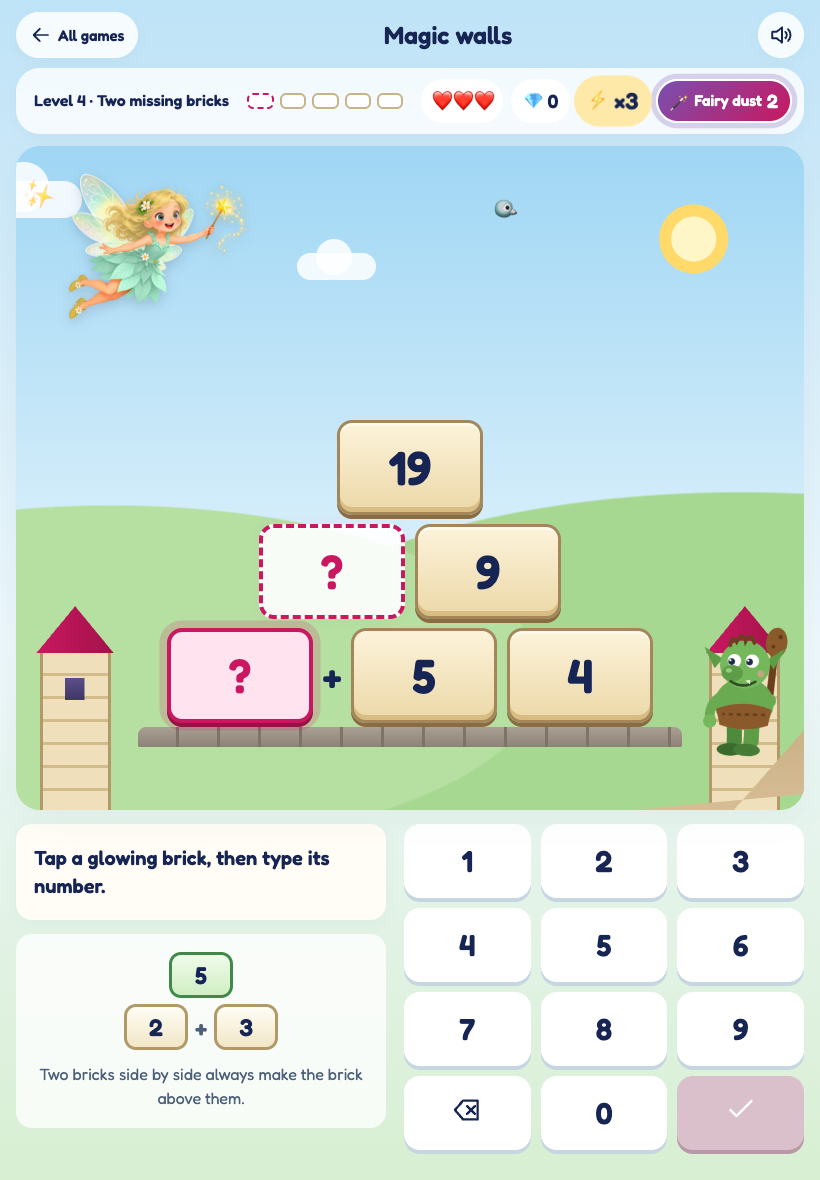 All games
Magic walls
Level 4 · Two missing bricks
0
x3
Fairy dust 2
19
?
9
?
+
5
4
Tap a glowing brick, then type its
number.
5
2 + 3
Two bricks side by side always make the brick
above them.
1 2 3
4 5 6
7 8 9
0